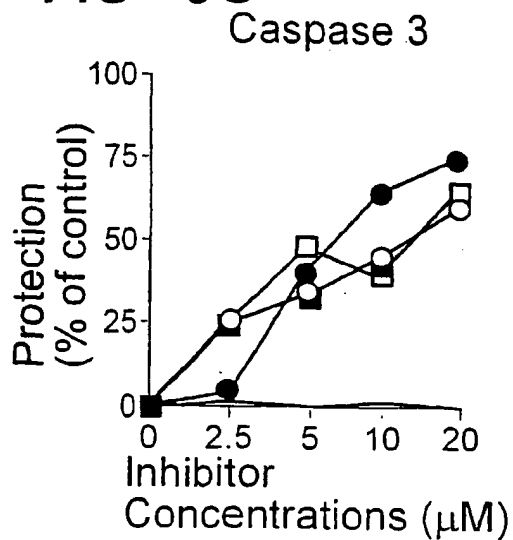 Caspase 3
100
75
50
25
0
Protection
(% of control)
0 2.5 5 10 20
Inhibitor
Concentrations (μM)